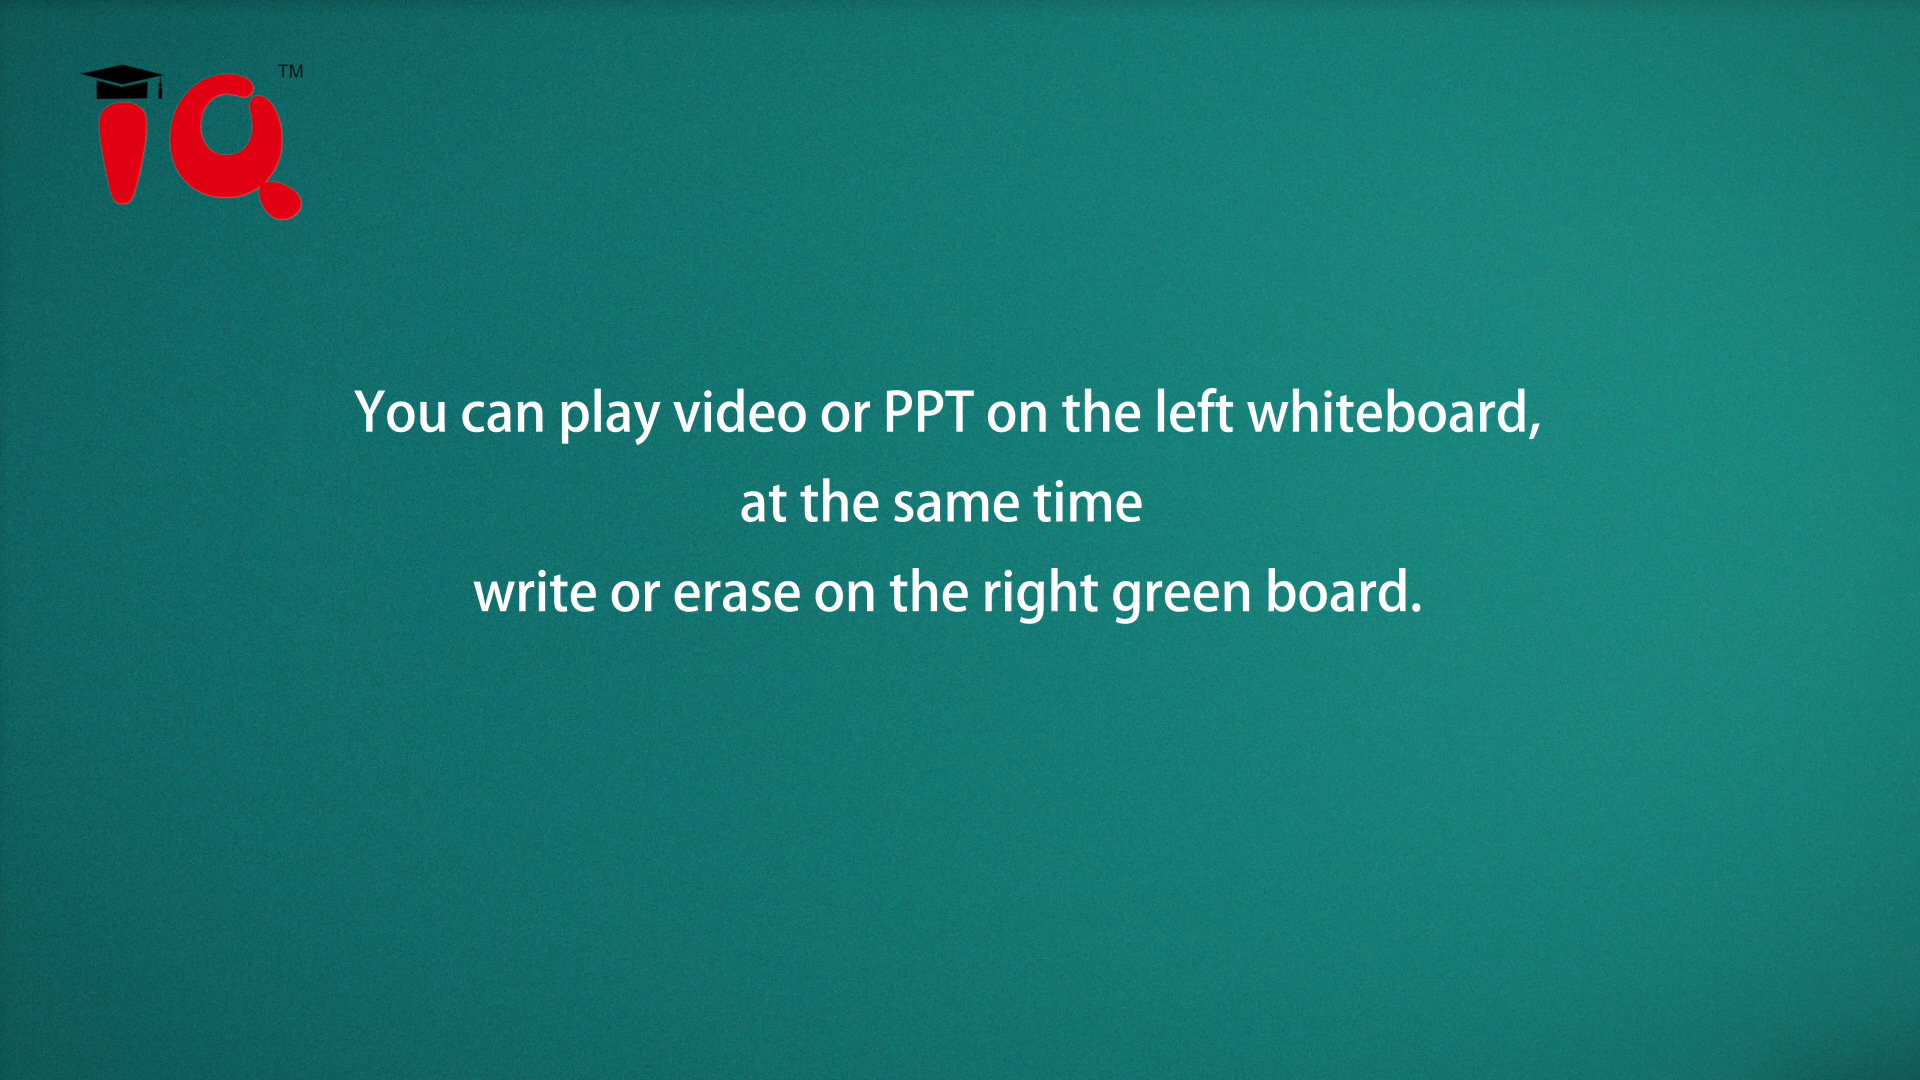 IQ™
You can play video or PPT on the left whiteboard,
at the same time
write or erase on the right green board.